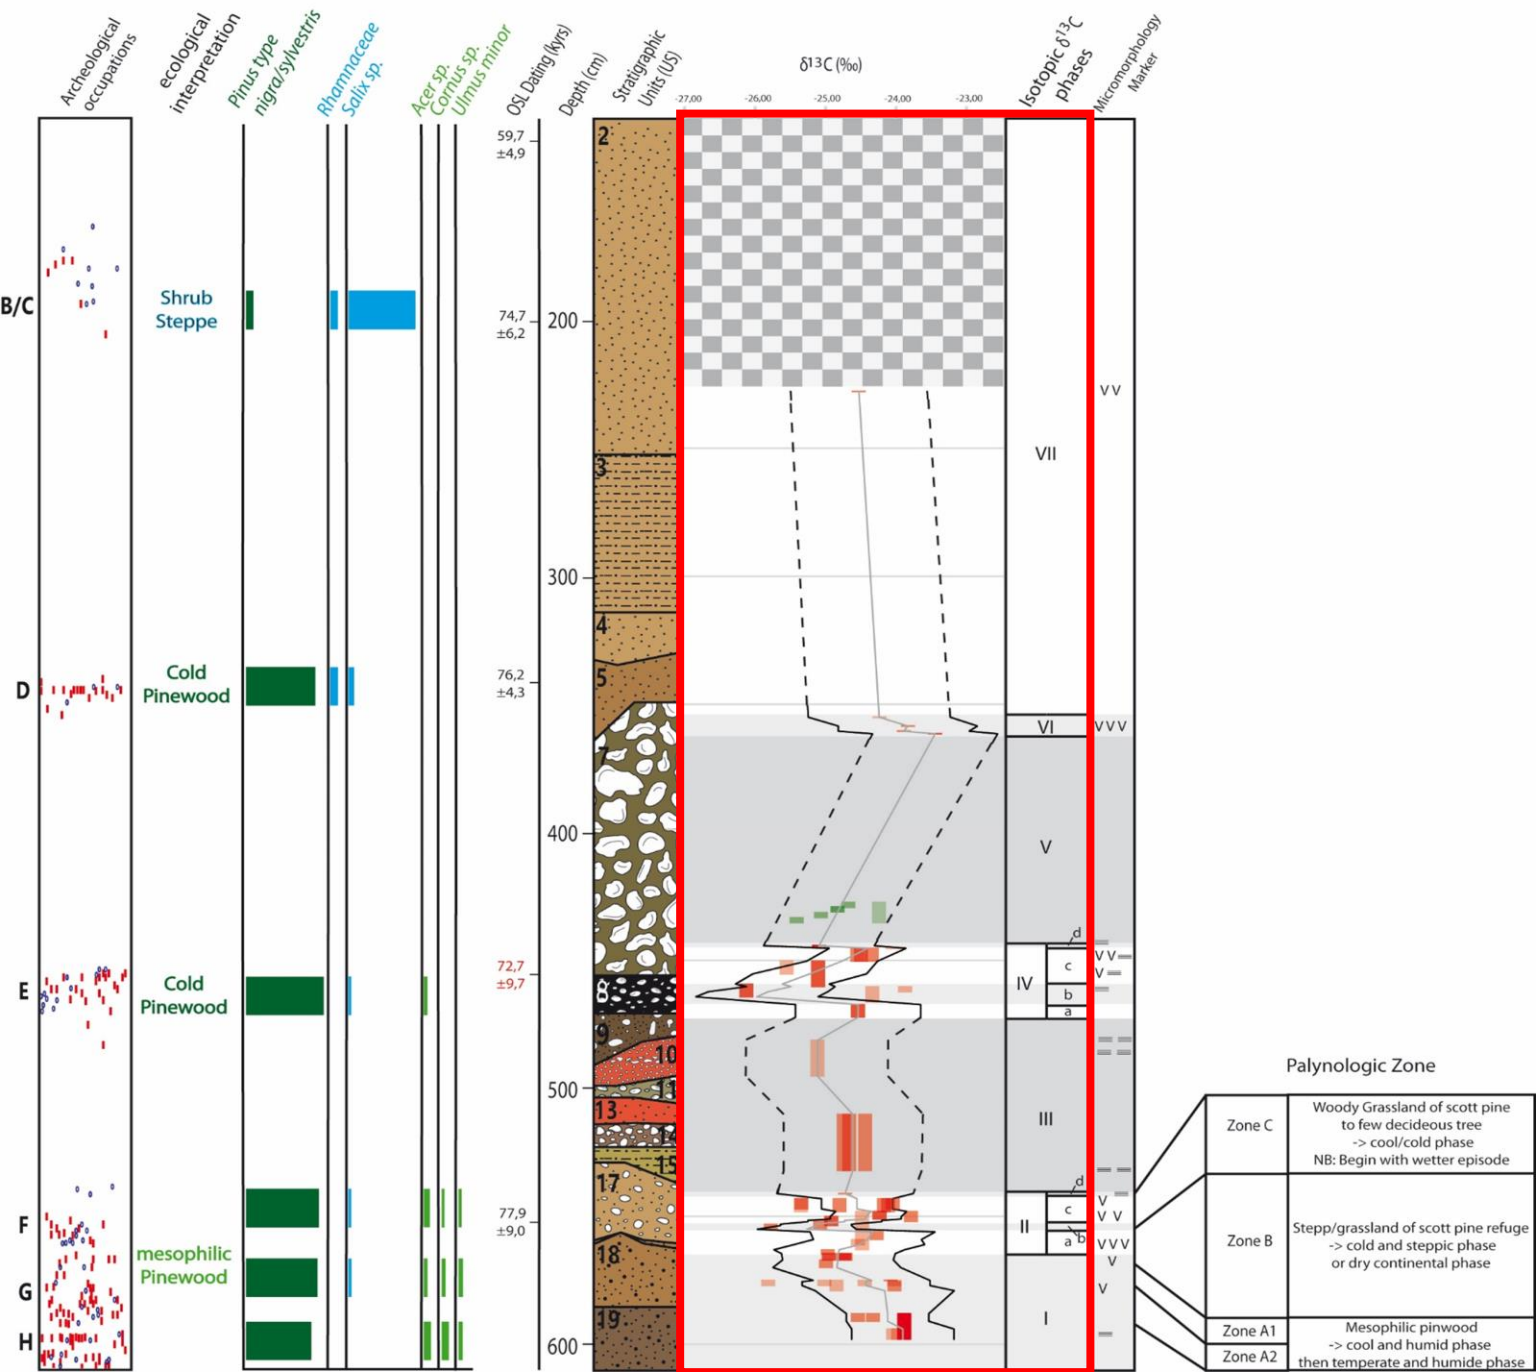 Archeological
occupations
ecological
interpretation
Pinus type
nigra/sylvestris
Rhamnaceae
Salix sp.
Acer sp.
Cornus sp.
Ulmus minor
OSL Dating (kyrs)
Depth (cm)
Stratigraphic
Units (US)
δ13C (‰)
-27,00 -26,00 -25,00 -24,00 -23,00
Isotopic δ13C
phases
Micromorphology
Marker
59,7
±4,9
2
B/C
Shrub
Steppe
74,7
±6,2
200
V V
VII
3
300
4
D
Cold
Pinewood
76,2
±4,3
5
VI
V V V
7
400
V
d
V V
c
V
E
Cold
Pinewood
72,7
±9,7
8
IV
b
a
9
10
500
11
13
III
14
15
17
d
V
c
V V
F
77,9
±9,0
II
b
a
V V V
mesophilic
Pinewood
18
V
G
V
19
I
H
600
Palynologic Zone
Zone C
Woody Grassland of scott pine
to few decideous tree
-> cool/cold phase
NB: Begin with wetter episode
Zone B
Stepp/grassland of scott pine refuge
-> cold and steppic phase
or dry continental phase
Zone A1
Zone A2
Mesophilic pinwood
-> cool and humid phase
then temperate and humide phase